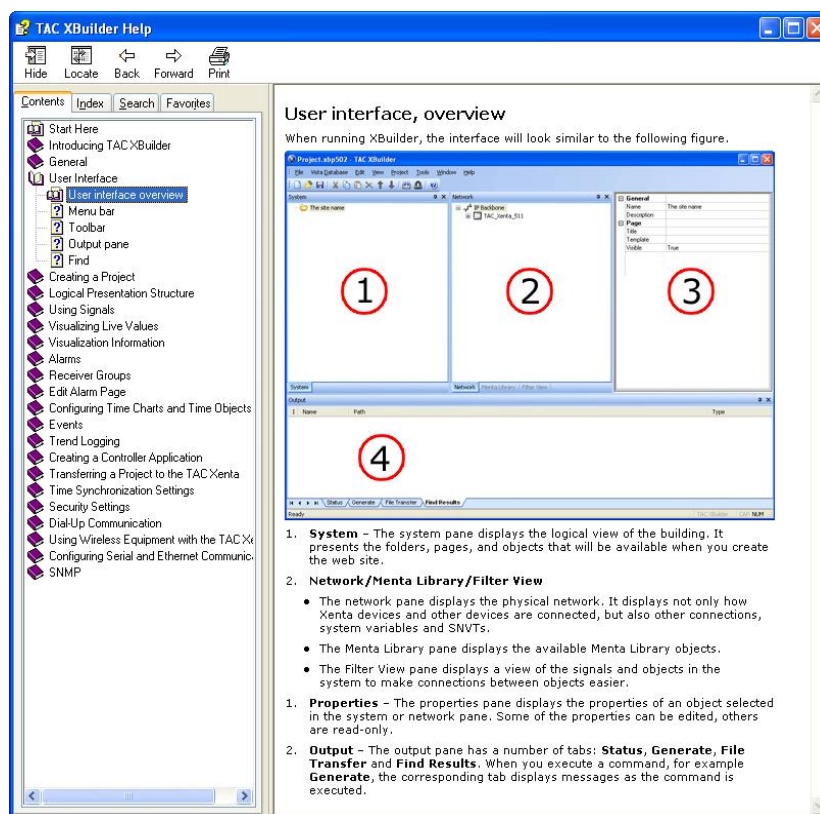 TAC XBuilder Help
Hide Locate Back Forward Print
Contents Index Search Favorites
Start Here
Introducing TAC XBuilder
General
User Interface
User interface overview
Menu bar
Toolbar
Output pane
Find
Creating a Project
Logical Presentation Structure
Using Signals
Visualizing Live Values
Visualization Information
Alarms
Receiver Groups
Edit Alarm Page
Configuring Time Charts and Time Objects
Events
Trend Logging
Creating a Controller Application
Transferring a Project to the TAC Xenta
Time Synchronization Settings
Security Settings
Dial-Up Communication
Using Wireless Equipment with the TAC Xe
Configuring Serial and Ethernet Communic
SNMP
User interface, overview
When running XBuilder, the interface will look similar to the following figure.
Project.xbp502 - TAC XBuilder
File Vista Database Edit View Project Tools Window Help
System
The site name
1
System
Network
IP Backbone
TAC_Xenta_511
2
Network Menta Library Filter View
General
Name The site name
Description
Page
Title
Template
Visible True
3
Output
I Name Path Type
4
Status Generate File Transfer Find Results
Ready TAC XBuilder CAP NUM
1. System – The system pane displays the logical view of the building. It
presents the folders, pages, and objects that will be available when you create
the web site.
2. Network/Menta Library/Filter View
• The network pane displays the physical network. It displays not only how
Xenta devices and other devices are connected, but also other connections,
system variables and SNVTs.
• The Menta Library pane displays the available Menta Library objects.
• The Filter View pane displays a view of the signals and objects in the
system to make connections between objects easier.
1. Properties – The properties pane displays the properties of an object selected
in the system or network pane. Some of the properties can be edited, others
are read-only.
2. Output – The output pane has a number of tabs: Status, Generate, File
Transfer and Find Results. When you execute a command, for example
Generate, the corresponding tab displays messages as the command is
executed.